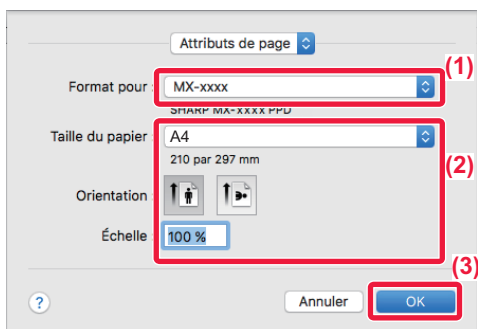 Attributs de page
(1)
Format pour : MX-xxxx
SHARP MX-xxxx PPD
Taille du papier : A4
210 par 297 mm
(2)
Orientation :
Échelle : 100 %
(3)
? Annuler OK